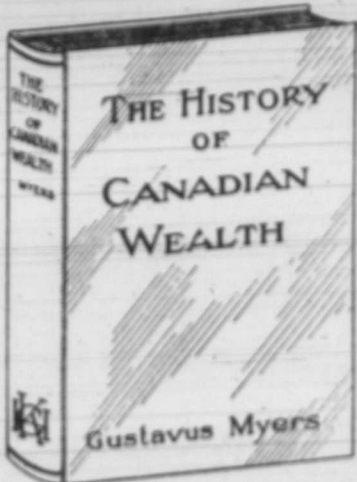 THE
HISTORY
OF
CANADIAN
WEALTH
MYERS
THE HISTORY
OF
CANADIAN
WEALTH
Gustavus Myers